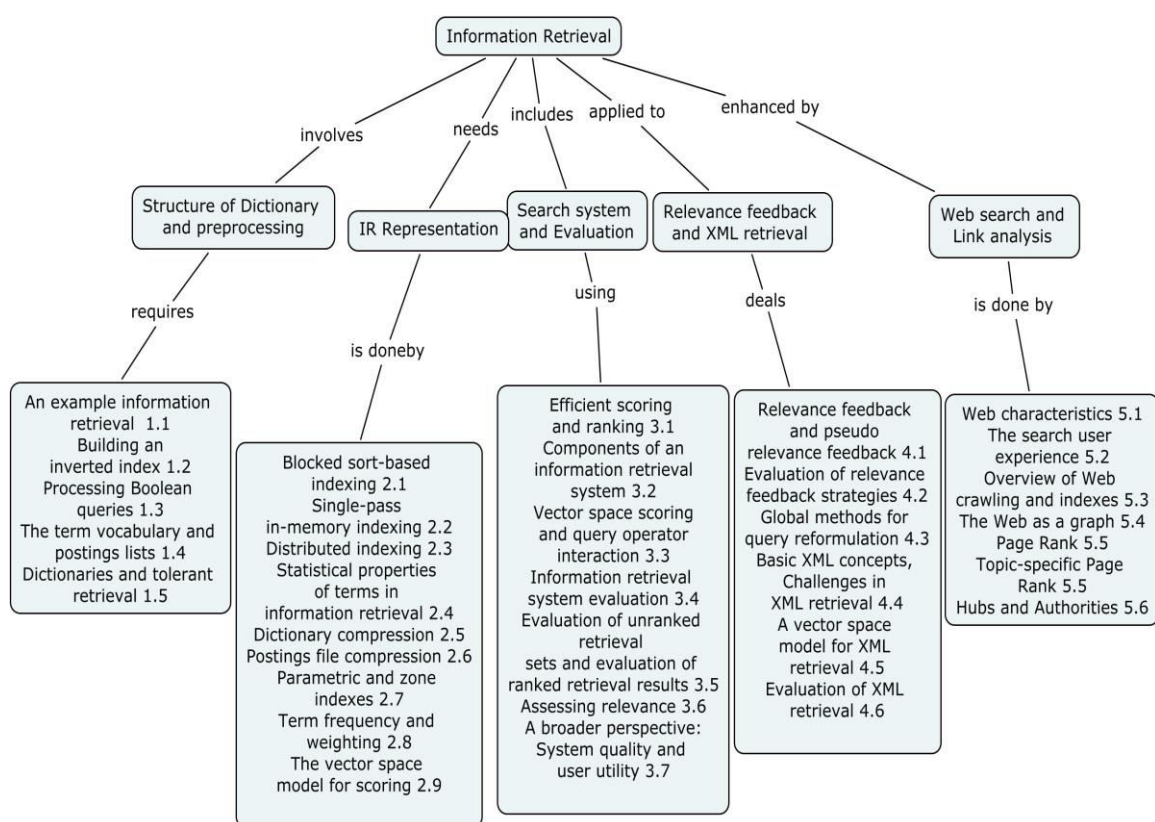 Information Retrieval
involves
needs
includes
applied to
enhanced by
Structure of Dictionary
and preprocessing
IR Representation
Search system
and Evaluation
Relevance feedback
and XML retrieval
Web search and
Link analysis
requires
is doneby
using
deals
is done by
An example information
retrieval 1.1
Building an
inverted index 1.2
Processing Boolean
queries 1.3
The term vocabulary and
postings lists 1.4
Dictionaries and tolerant
retrieval 1.5
Blocked sort-based
indexing 2.1
Single-pass
in-memory indexing 2.2
Distributed indexing 2.3
Statistical properties
of terms in
information retrieval 2.4
Dictionary compression 2.5
Postings file compression 2.6
Parametric and zone
indexes 2.7
Term frequency and
weighting 2.8
The vector space
model for scoring 2.9
Efficient scoring
and ranking 3.1
Components of an
information retrieval
system 3.2
Vector space scoring
and query operator
interaction 3.3
Information retrieval
system evaluation 3.4
Evaluation of unranked
retrieval
sets and evaluation of
ranked retrieval results 3.5
Assessing relevance 3.6
A broader perspective:
System quality and
user utility 3.7
Relevance feedback
and pseudo
relevance feedback 4.1
Evaluation of relevance
feedback strategies 4.2
Global methods for
query reformulation 4.3
Basic XML concepts,
Challenges in
XML retrieval 4.4
A vector space
model for XML
retrieval 4.5
Evaluation of XML
retrieval 4.6
Web characteristics 5.1
The search user
experience 5.2
Overview of Web
crawling and indexes 5.3
The Web as a graph 5.4
Page Rank 5.5
Topic-specific Page
Rank 5.5
Hubs and Authorities 5.6